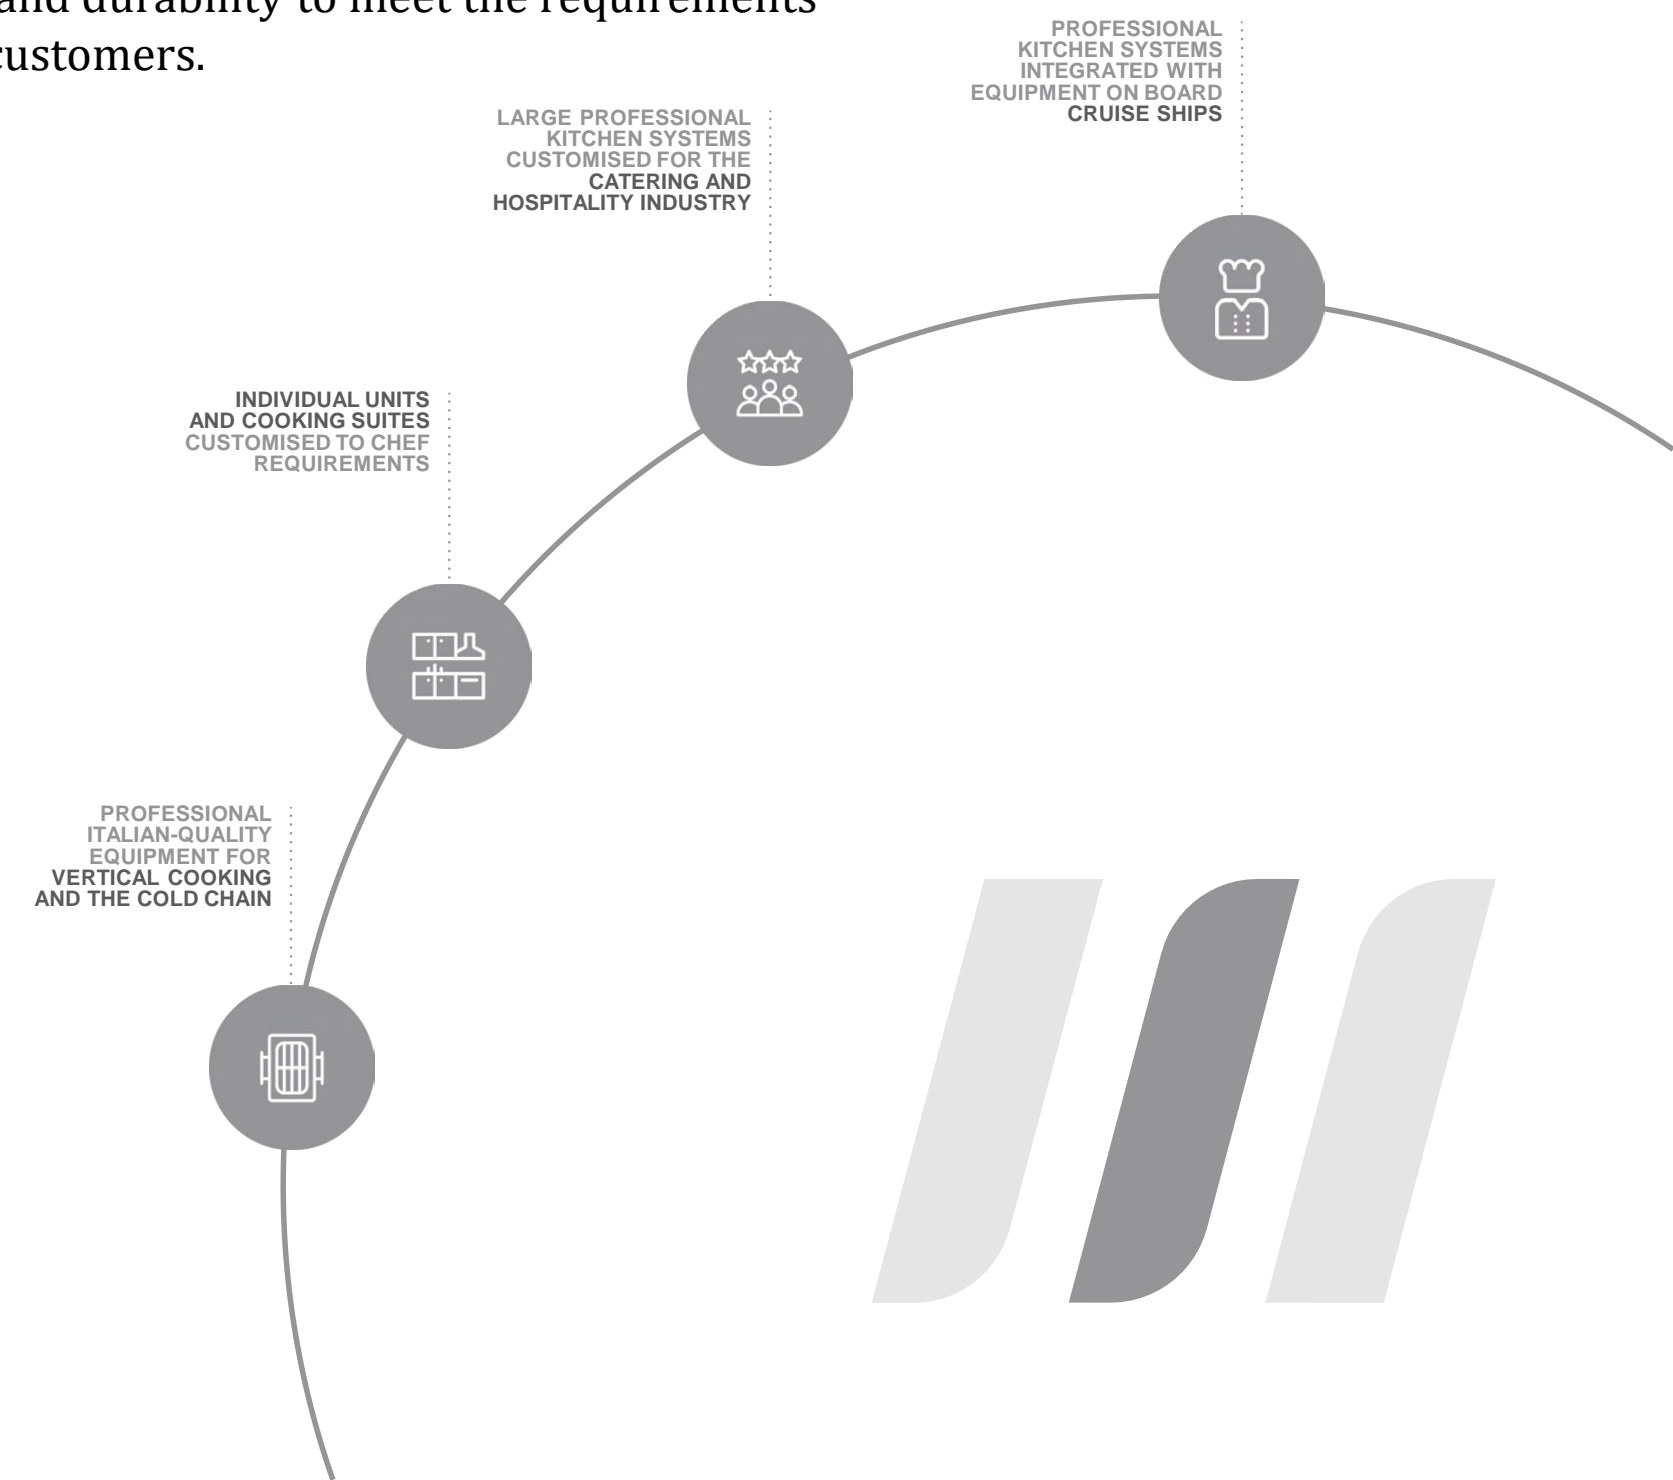 and durability to meet the requirements
customers.
PROFESSIONAL
KITCHEN SYSTEMS
INTEGRATED WITH
EQUIPMENT ON BOARD
CRUISE SHIPS
LARGE PROFESSIONAL
KITCHEN SYSTEMS
CUSTOMISED FOR THE
CATERING AND
HOSPITALITY INDUSTRY
INDIVIDUAL UNITS
AND COOKING SUITES
CUSTOMISED TO CHEF
REQUIREMENTS
PROFESSIONAL
ITALIAN-QUALITY
EQUIPMENT FOR
VERTICAL COOKING
AND THE COLD CHAIN